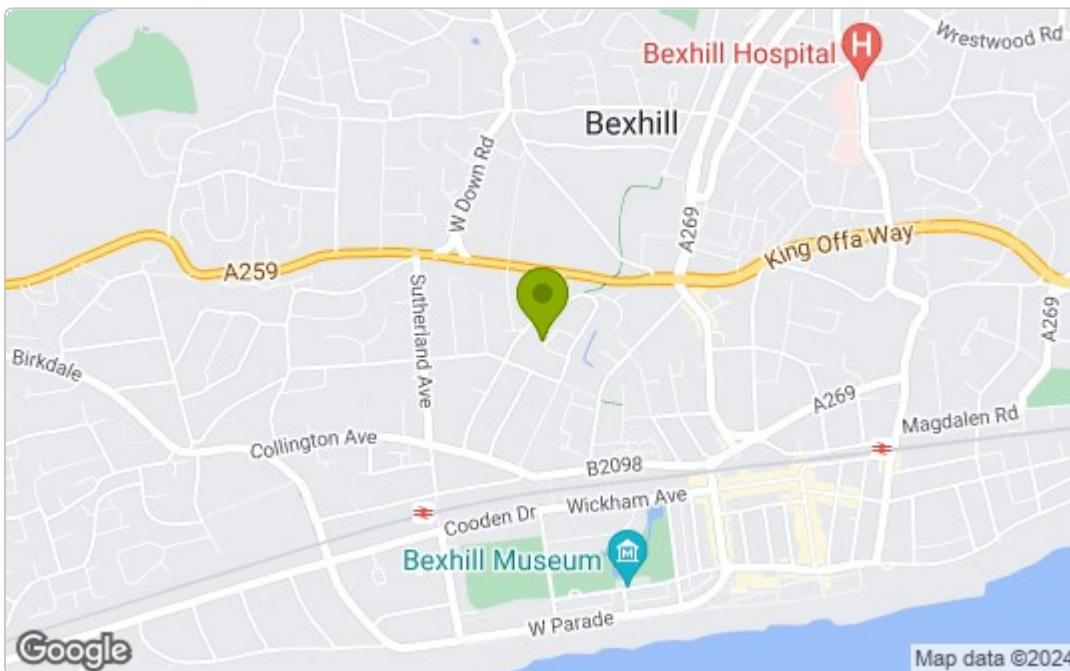 Wrestwood Rd
Bexhill Hospital
H
Bexhill
W Down Rd
A269
King Offa Way
A259
Sutherland Ave
A269
Birkdale
A269
Magdalen Rd
Collington Ave
B2098
Wickham Ave
Cooden Dr
Bexhill Museum
M
W Parade
Google
Map data ©2024